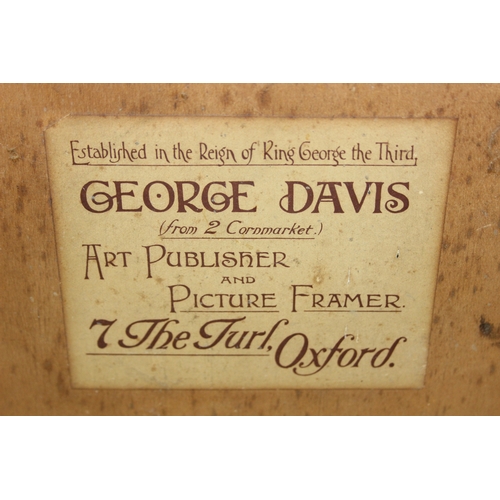 Established in the Reign of King George the Third,
GEORGE DAVIS
(from 2 Cornmarket.)
ART PUBLISHER
AND
PICTURE FRAMER.
7 The Turl, Oxford.